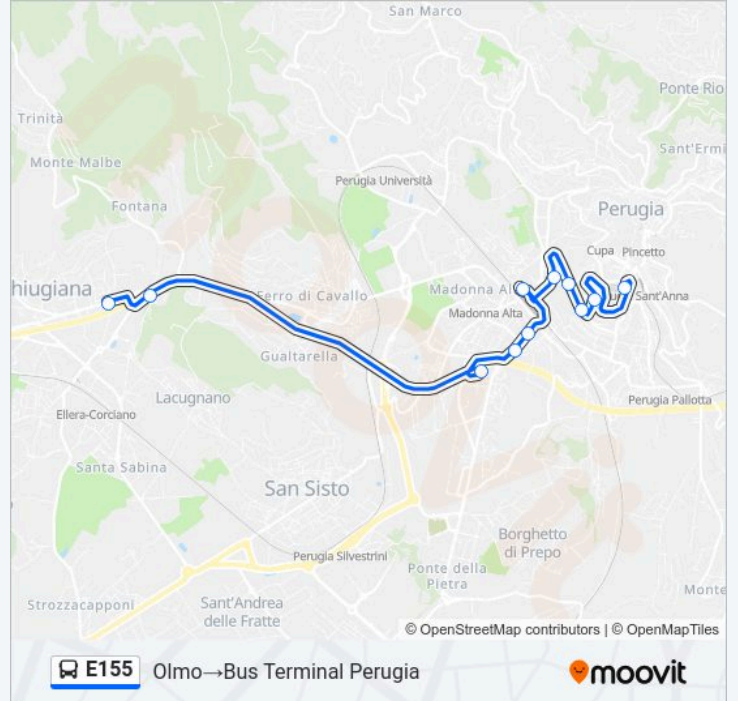 San Marco
Ponte Rio
Trinità
Sant'Ermi
Monte Malbe
Perugia Università
Fontana
Perugia
Cupa
Pincetto
hiugiana
Ferro di Cavallo
Madonna Al
Sant'Anna
Madonna Alta
Gualtarella
Lacugnano
Perugia Pallotta
Ellera-Corciano
Santa Sabina
San Sisto
Borghetto
di Prepo
Perugia Silvestrini
Ponte della
Pietra
Monte
Strozzacapponi
Sant'Andrea
delle Fratte
© OpenStreetMap contributors | © OpenMapTiles
E155 Olmo→Bus Terminal Perugia
moovit